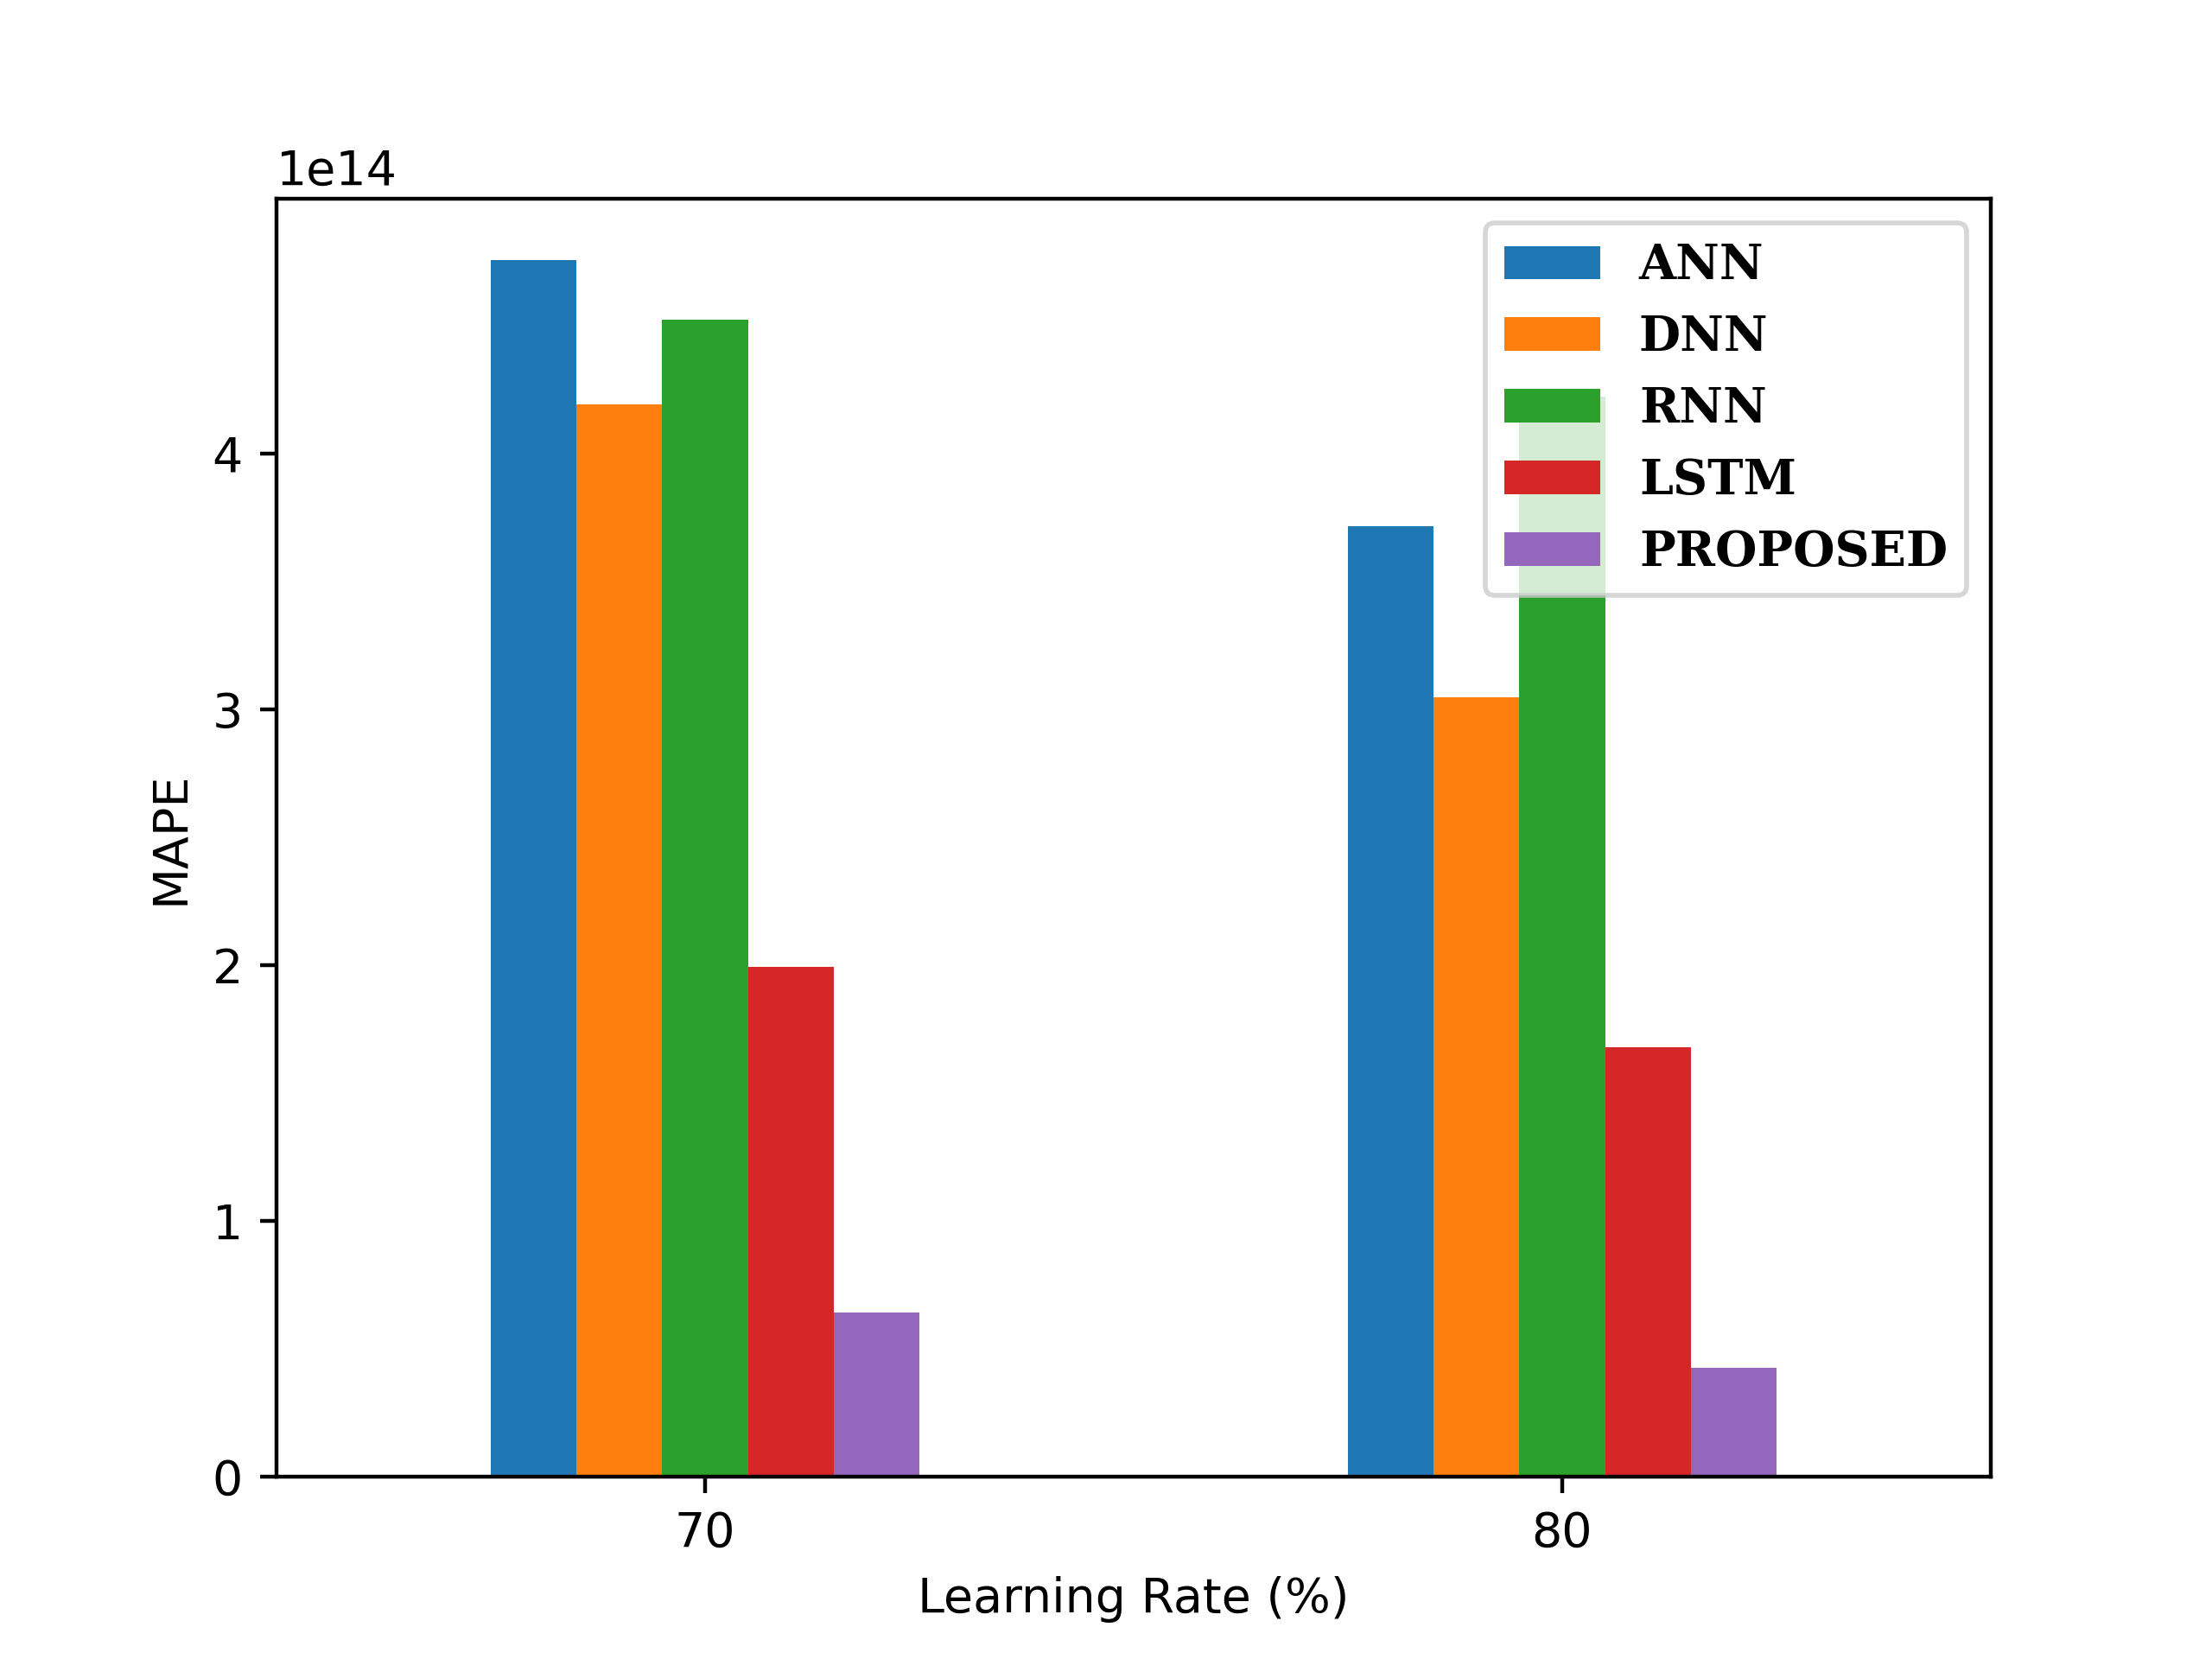 1e14
ANN
DNN
RNN
LSTM
PROPOSED
4
3
2
1
0
MAPE
70
80
Learning Rate (%)